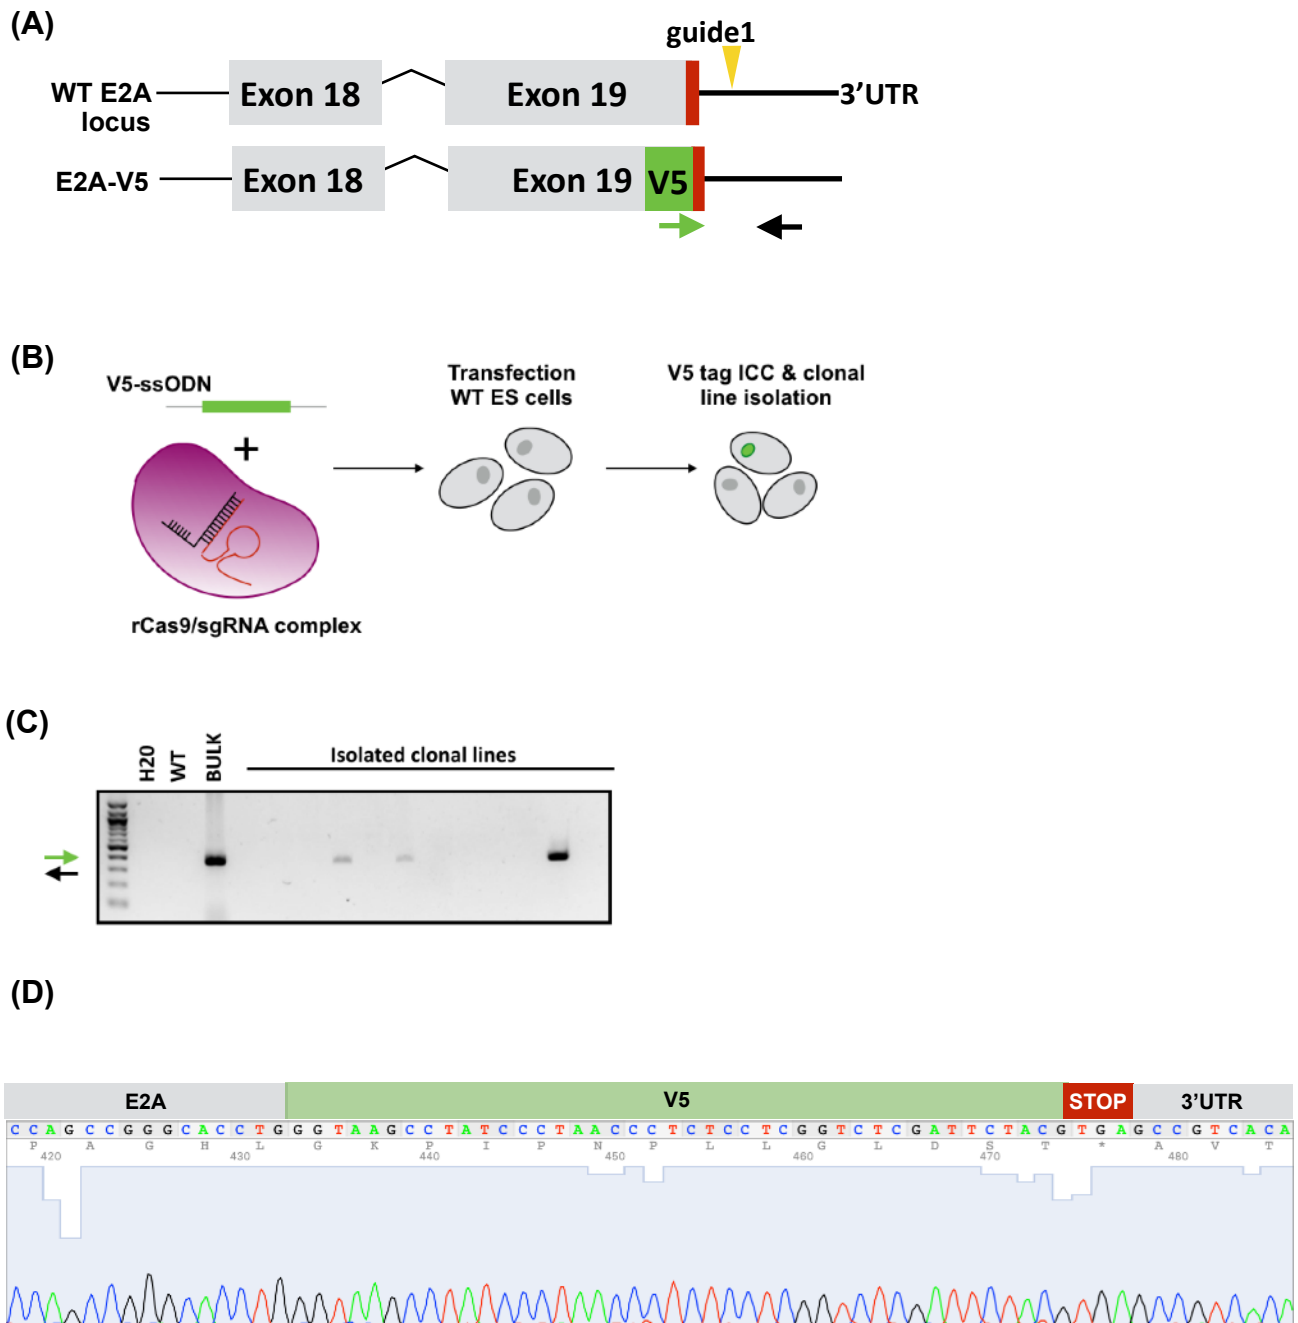 (A)
guide1
WT E2A locus
Exon 18
Exon 19
3'UTR
E2A-V5
Exon 18
Exon 19
V5
(B)
V5-ssODN
+
rCas9/sgRNA complex
Transfection
WT ES cells
V5 tag ICC & clonal
line isolation
(C)
H20
WT
BULK
Isolated clonal lines
(D)
E2A
V5
STOP
3'UTR
C C A G C C G G G C A C C T G G G T A A G C C T A T C C C T A A C C C T C T C C T C G G T C T C G A T T C T A C G T G A G C C G T C A C A
P A G H L G K P I P N P L L G L D S T * A V T
420 430 440 450 460 470 480